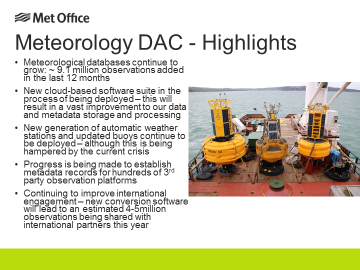 Met Office
Meteorology DAC - Highlights
• Meteorological databases continue to
grow: ~ 9.1 million observations added
in the last 12 months
• New cloud-based software suite in the
process of being deployed – this will
result in a vast improvement to our data
and metadata storage and processing
• New generation of automatic weather
stations and updated buoys continue to
be deployed – although this is being
hampered by the current crisis
• Progress is being made to establish
metadata records for hundreds of 3rd
party observation platforms
• Continuing to improve international
engagement – new conversion software
will lead to an estimated 4-5million
observations being shared with
international partners this year